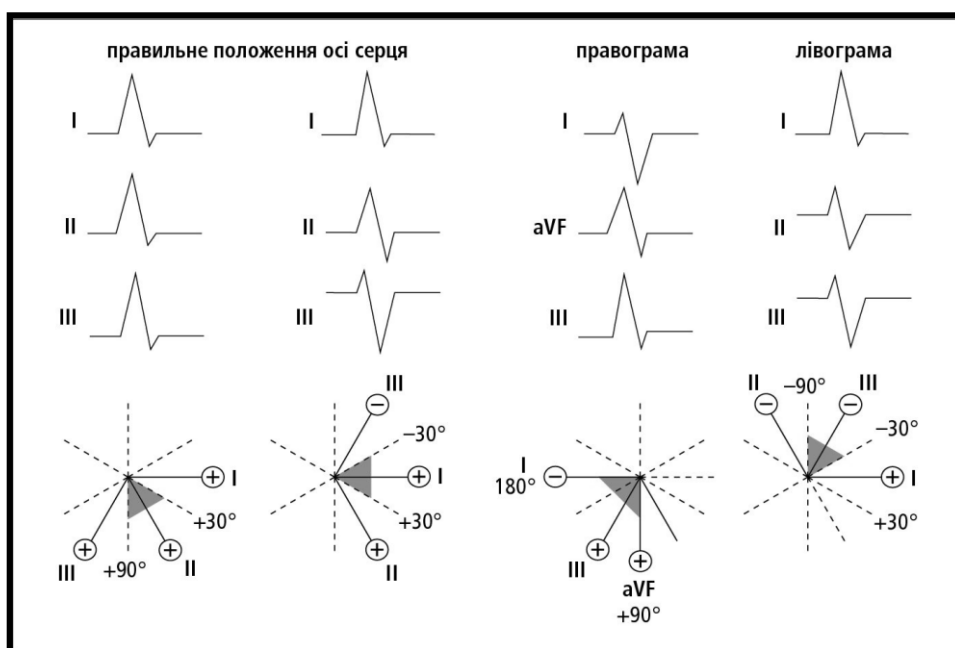 правильне положення осі серця
правограма
лівограма
I
I
I
I
II
II
aVF
II
III
III
III
III
I
+30°
+90°
II
III
III
−30°
I
+30°
II
I
180°
III
aVF
+90°
II
−90°
III
−30°
I
+30°